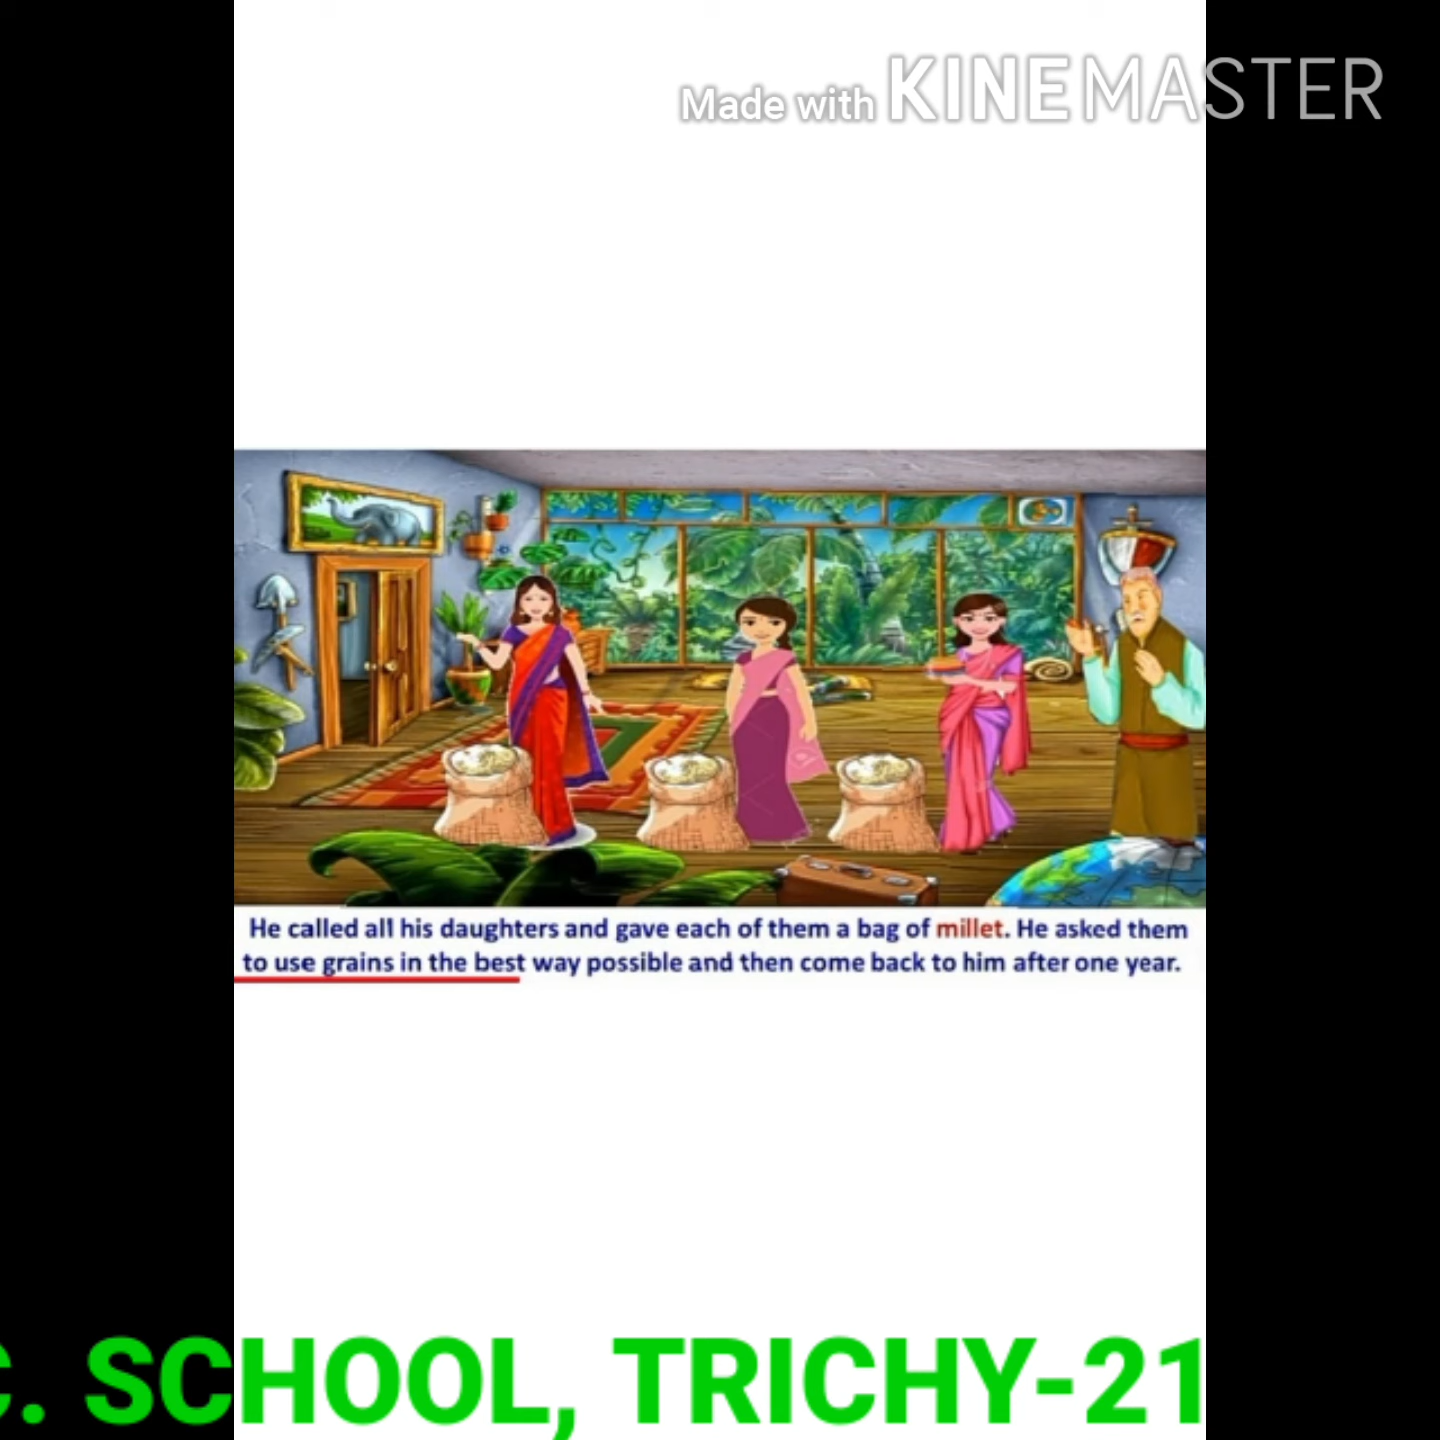 Made with KINEMASTER
He called all his daughters and gave each of them a bag of millet. He asked them
to use grains in the best way possible and then come back to him after one year.
C. SCHOOL, TRICHY-21